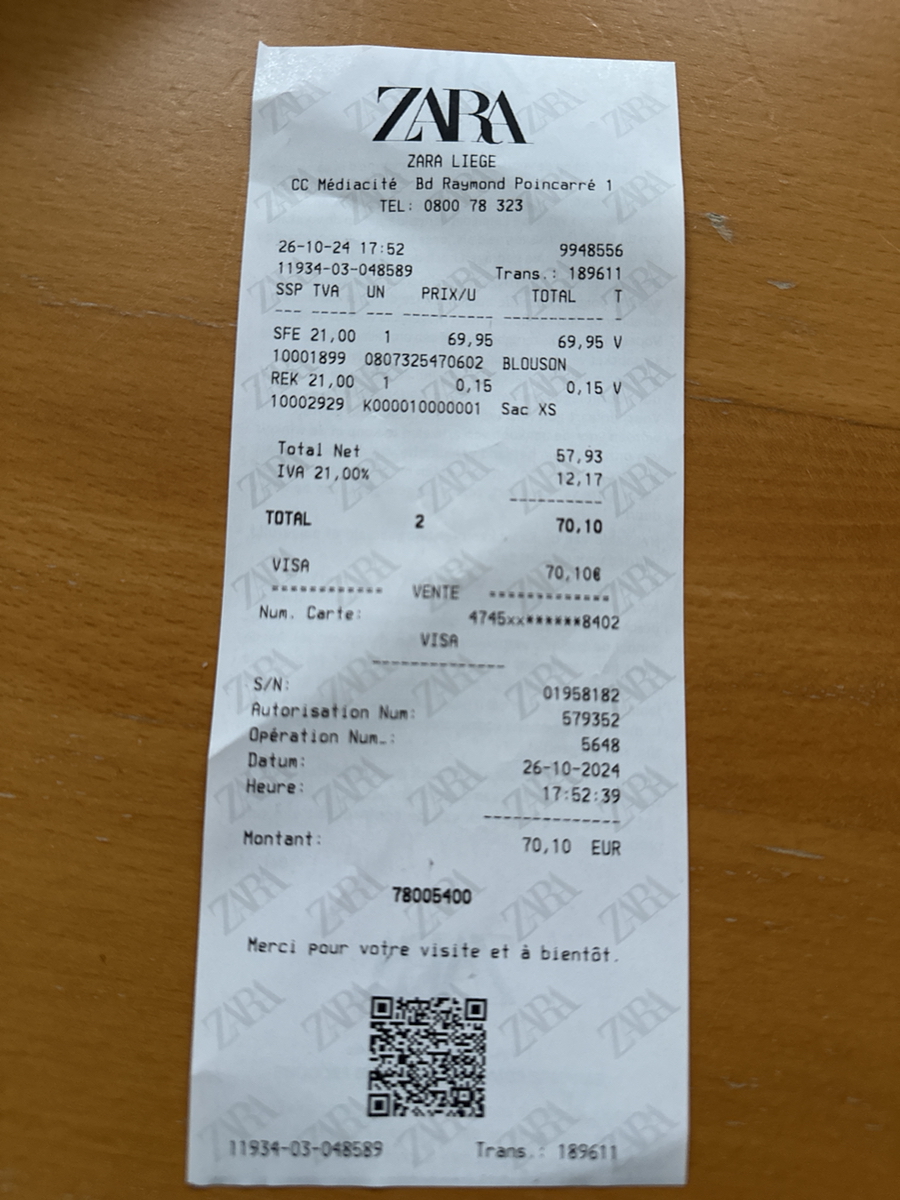 ZARA
ZARA LIEGE
CC Médiacité Bd Raymond Poincarré 1
TEL: 0800 78 323
26-10-24 17:52 9948556
11934-03-048589 Trans.: 189611
SSP TVA UN PRIX/U TOTAL T
--- ----- --- ---------- ----------- -
SFE 21,00 1 69,95 69,95 V
10001899 0807325470602 BLOUSON
REK 21,00 1 0,15 0,15 V
10002929 K000010000001 Sac XS
Total Net 57,93
IVA 21,00% 12,17
----------
TOTAL 2 70,10
VISA 70,10€
============ VENTE =============
Num. Carte: 4745xx******8402
VISA
--------------
S/N: 01958182
Autorisation Num: 579352
Opération Num.: 5648
Datum: 26-10-2024
Heure: 17:52:39
--------------
Montant: 70,10 EUR
78005400
Merci pour votre visite et à bientôt.
11934-03-048589 Trans.: 189611